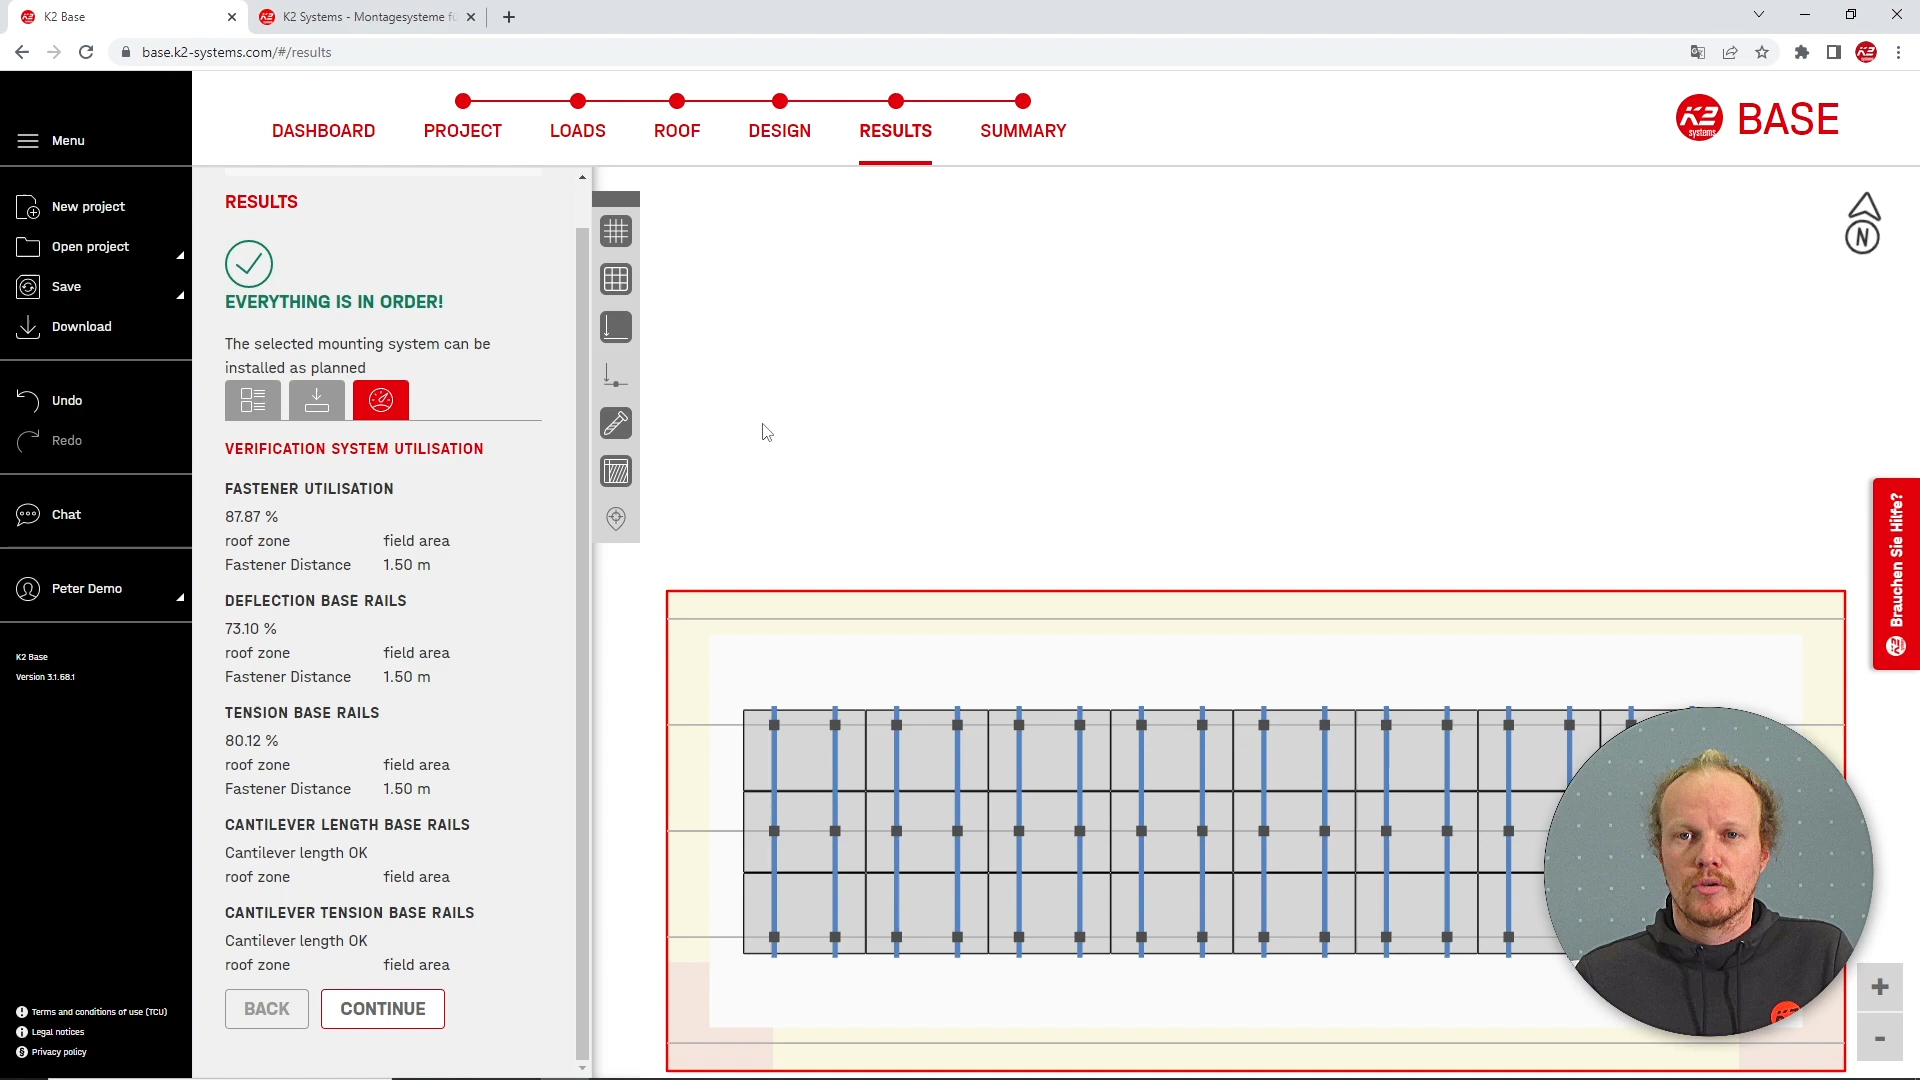 K2 Base
K2 Systems - Montagesysteme fü
base.k2-systems.com/#/results
Menu
DASHBOARD
PROJECT
LOADS
ROOF
DESIGN
RESULTS
SUMMARY
K2 systems BASE
New project
Open project
Save
Download
Undo
Redo
Chat
Peter Demo
K2 Base
Version 3.1.68.1
Terms and conditions of use (TCU)
Legal notices
Privacy policy
RESULTS
EVERYTHING IS IN ORDER!
The selected mounting system can be
installed as planned
VERIFICATION SYSTEM UTILISATION
FASTENER UTILISATION
87.87 %
roof zone field area
Fastener Distance 1.50 m
DEFLECTION BASE RAILS
73.10 %
roof zone field area
Fastener Distance 1.50 m
TENSION BASE RAILS
80.12 %
roof zone field area
Fastener Distance 1.50 m
CANTILEVER LENGTH BASE RAILS
Cantilever length OK
roof zone field area
CANTILEVER TENSION BASE RAILS
Cantilever length OK
roof zone field area
BACK
CONTINUE
N
Brauchen Sie Hilfe?
+
-